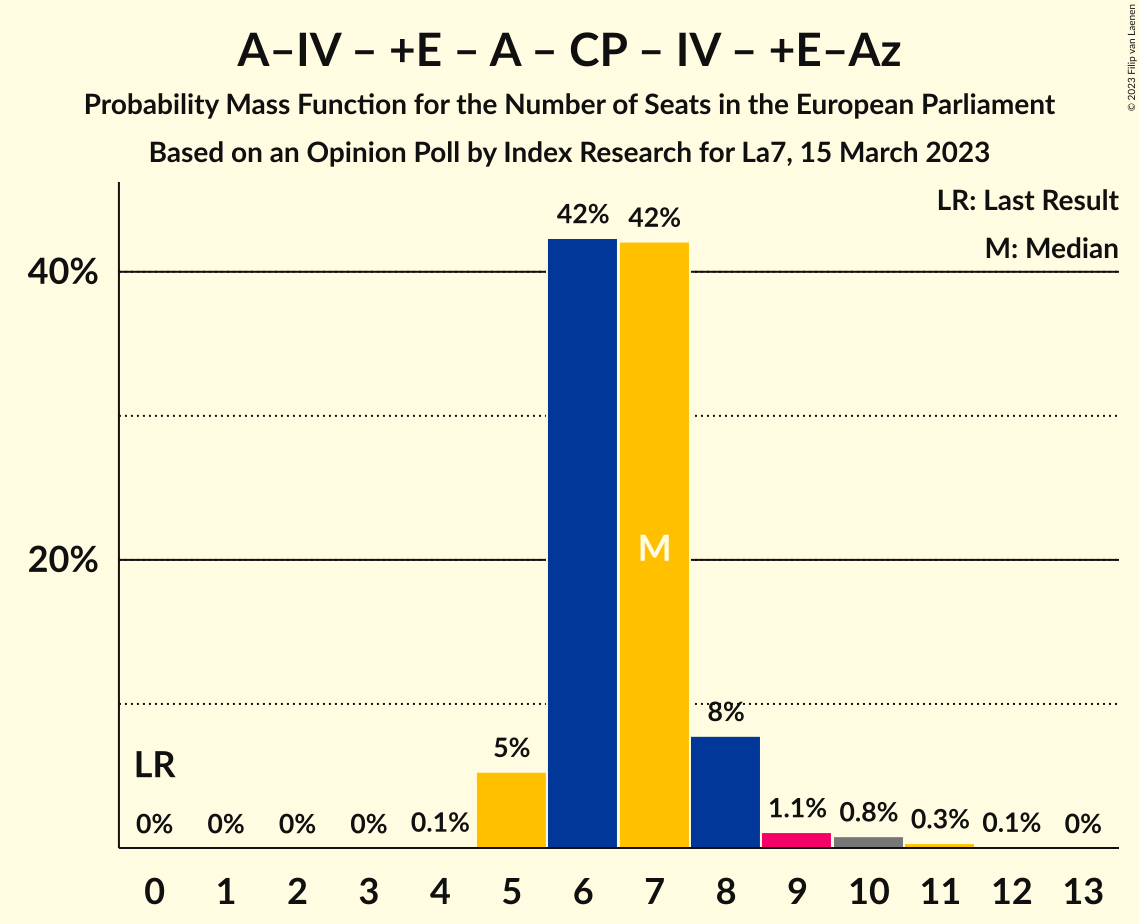 A–IV – +E – A – CP – IV – +E–Az
Probability Mass Function for the Number of Seats in the European Parliament
Based on an Opinion Poll by Index Research for La7, 15 March 2023
© 2023 Filip van Laenen
LR: Last Result
M: Median
42% 42%
40%
M
20%
8%
5%
LR
0% 0% 0% 0% 0.1% 1.1% 0.8% 0.3% 0.1% 0%
0 1 2 3 4 5 6 7 8 9 10 11 12 13